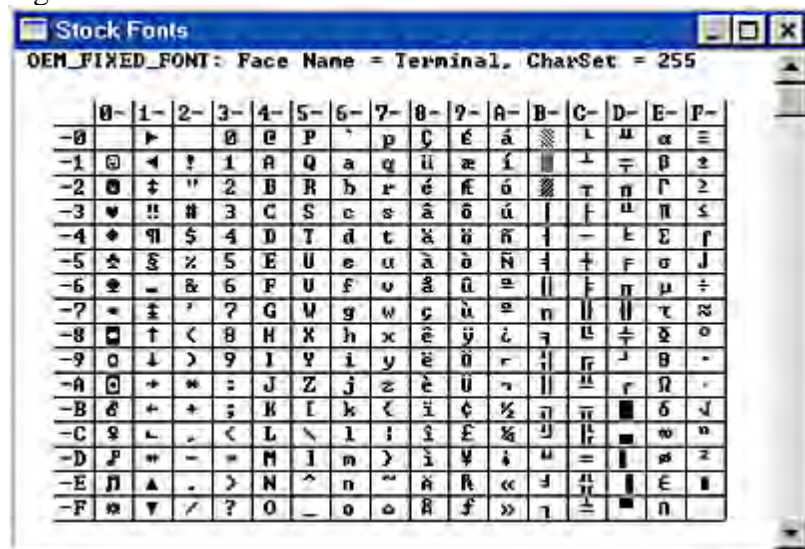 Stock Fonts
OEM_FIXED_FONT: Face Name = Terminal, CharSet = 255
0- 1- 2- 3- 4- 5- 6- 7- 8- 9- A- B- C- D- E- F-
-0 ► 0 @ P ` p Ç É á ░ └ ╨ α ≡
-1 ☺ ◄ ! 1 A Q a q ü æ í ▒ ┴ ╤ β ±
-2 ☻ ↕ " 2 B R b r é Æ ó ▓ ┬ ╥ Γ ≥
-3 ♥ ‼ # 3 C S c s â ô ú │ ├ ╙ π ≤
-4 ♦ ¶ $ 4 D T d t ä ö ñ ┤ ─ ╘ Σ ⌠
-5 ♣ § % 5 E U e u à ò Ñ ╡ ┼ ╒ σ ⌡
-6 ♠ ▬ & 6 F V f v å û ª ╢ ╞ ╓ µ ÷
-7 • ↨ ' 7 G W g w ç ù º ╖ ╟ ╫ τ ≈
-8 ◘ ↑ ( 8 H X h x ê ÿ ¿ ╕ ╚ ╪ Φ °
-9 ○ ↓ ) 9 I Y i y ë Ö ⌐ ╣ ╔ ┘ Θ ∙
-A ◙ → * : J Z j z è Ü ¬ ║ ╩ ┌ Ω ·
-B ♂ ← + ; K [ k { ï ¢ ½ ╗ ╦ █ δ √
-C ♀ ∟ , < L \ l | î £ ¼ ╝ ╠ ▄ ∞ ⁿ
-D ♪ ↔ - = M ] m } ì ¥ ¡ ╜ ═ ▌ φ ²
-E ♫ ▲ . > N ^ n ~ Ä ₧ « ╛ ╬ ▐ ε ■
-F ☼ ▼ / ? O _ o ⌂ Å ƒ » ┐ ╧ ▀ ∩